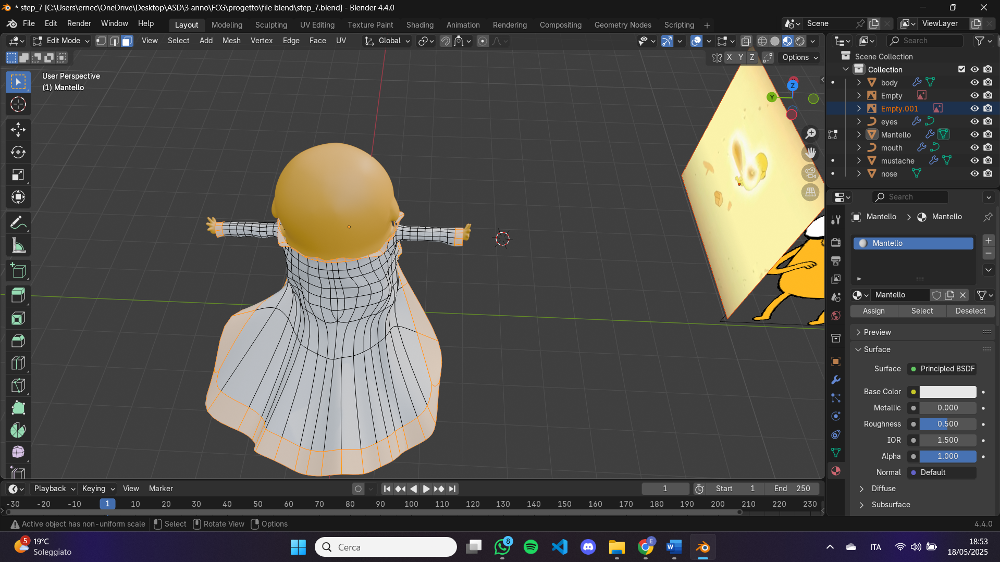 * step_7 [C:\Users\ernec\OneDrive\Desktop\ASD\3 anno\FCG\progetto\file blend\step_7.blend] - Blender 4.4.0
File Edit Render Window Help Layout Modeling Sculpting UV Editing Texture Paint Shading Animation Rendering Compositing Geometry Nodes Scripting + Scene ViewLayer
Edit Mode View Select Add Mesh Vertex Edge Face UV Global Search
X Y Z Options
Scene Collection
Collection
User Perspective
(1) Mantello
body
Empty
Empty.001
eyes
Mantello
mouth
mustache
nose
Z
Y
Search
Mantello > Mantello
Mantello
Mantello
Assign Select Deselect
Preview
Surface
Surface Principled BSDF
Base Color
Metallic 0.000
Roughness 0.500
IOR 1.500
Alpha 1.000
Normal Default
Diffuse
Subsurface
Playback Keying View Marker 1 Start 1 End 250
-30 -20 -10 1 10 20 30 40 50 60 70 80 90 100 110 120 130 140 150 160 170 180 190 200 210 220 230
Active object has non-uniform scale Select Rotate View Options 4.4.0
5
19°C
Soleggiato
Cerca
8
E
W
ITA
18:53
18/05/2025